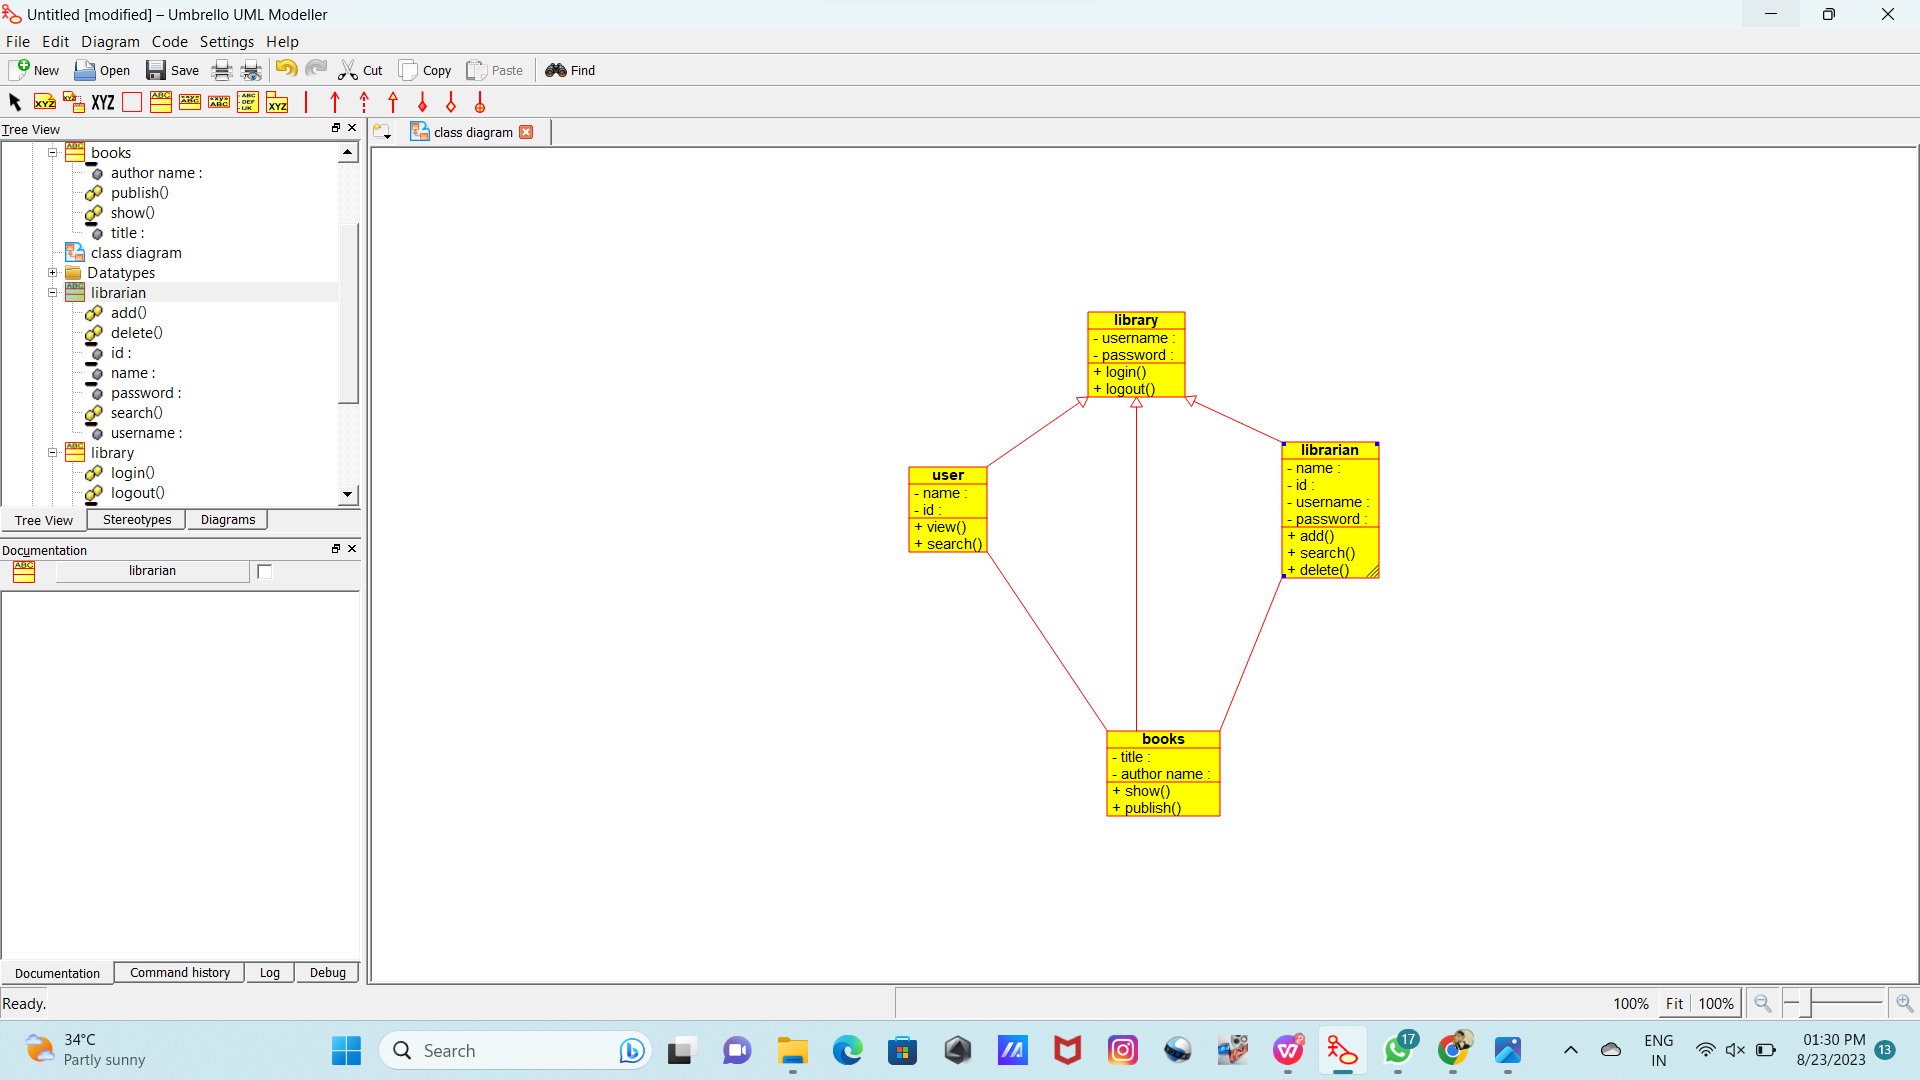 Untitled [modified] – Umbrello UML Modeller
File Edit Diagram Code Settings Help
New Open Save Cut Copy Paste Find
XYZ
Tree View
class diagram
books
author name :
publish()
show()
title :
class diagram
Datatypes
librarian
add()
delete()
id :
name :
password :
search()
username :
library
login()
logout()
Tree View Stereotypes Diagrams
Documentation
librarian
Documentation Command history Log Debug
library
- username :
- password :
+ login()
+ logout()
user
- name :
- id :
+ view()
+ search()
librarian
- name :
- id :
- username :
- password :
+ add()
+ search()
+ delete()
books
- title :
- author name :
+ show()
+ publish()
Ready.
100% Fit 100%
34°C
Partly sunny
Search
17
ENG
IN
01:30 PM
8/23/2023
13